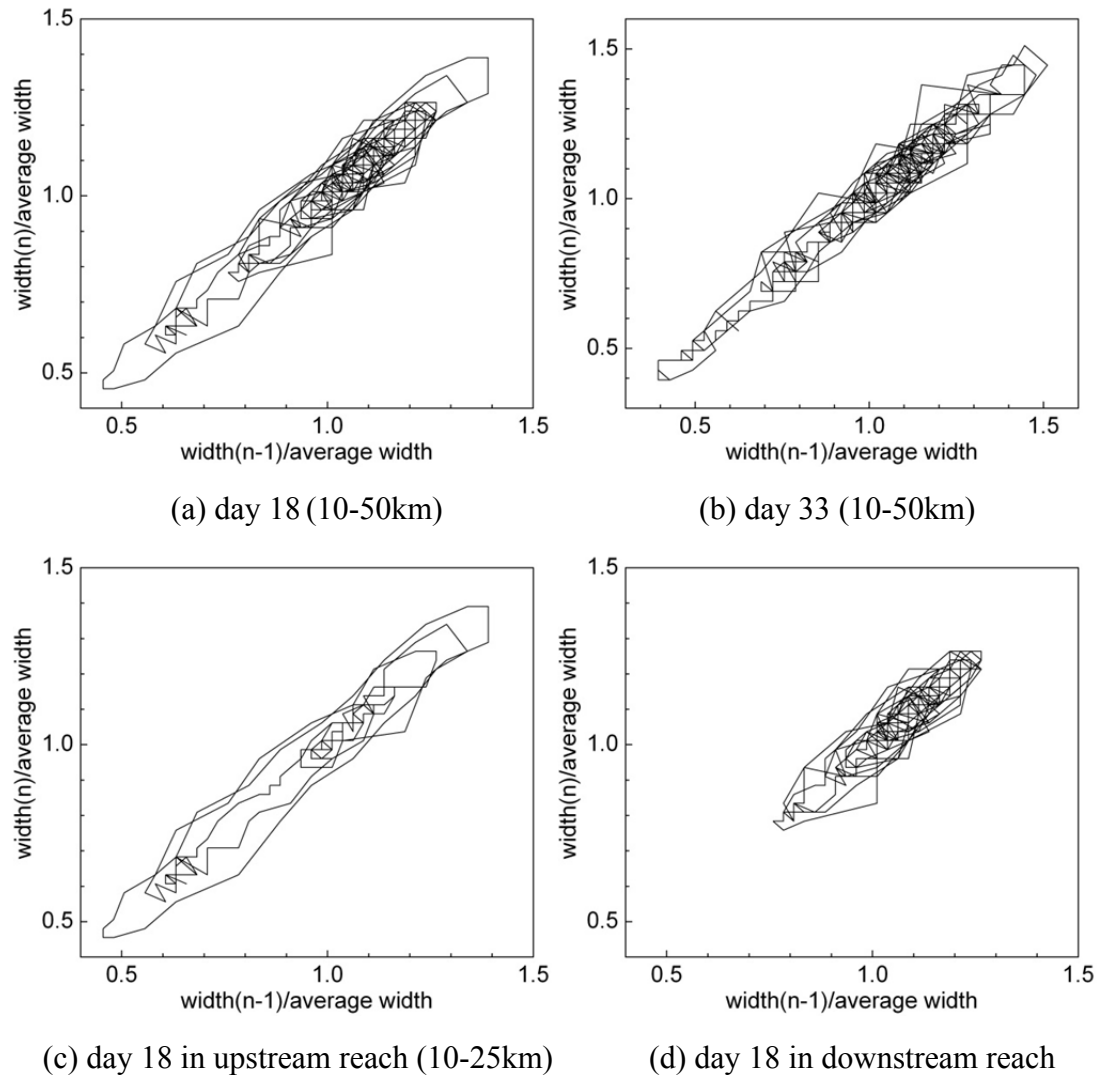 1.5
1.0
0.5
width(n)/average width
0.5 1.0 1.5
width(n-1)/average width
(a) day 18 (10-50km)
1.5
1.0
0.5
width(n)/average width
0.5 1.0 1.5
width(n-1)/average width
(b) day 33 (10-50km)
1.5
1.0
0.5
width(n)/average width
0.5 1.0 1.5
width(n-1)/average width
(c) day 18 in upstream reach (10-25km)
1.5
1.0
0.5
width(n)/average width
0.5 1.0 1.5
width(n-1)/average width
(d) day 18 in downstream reach